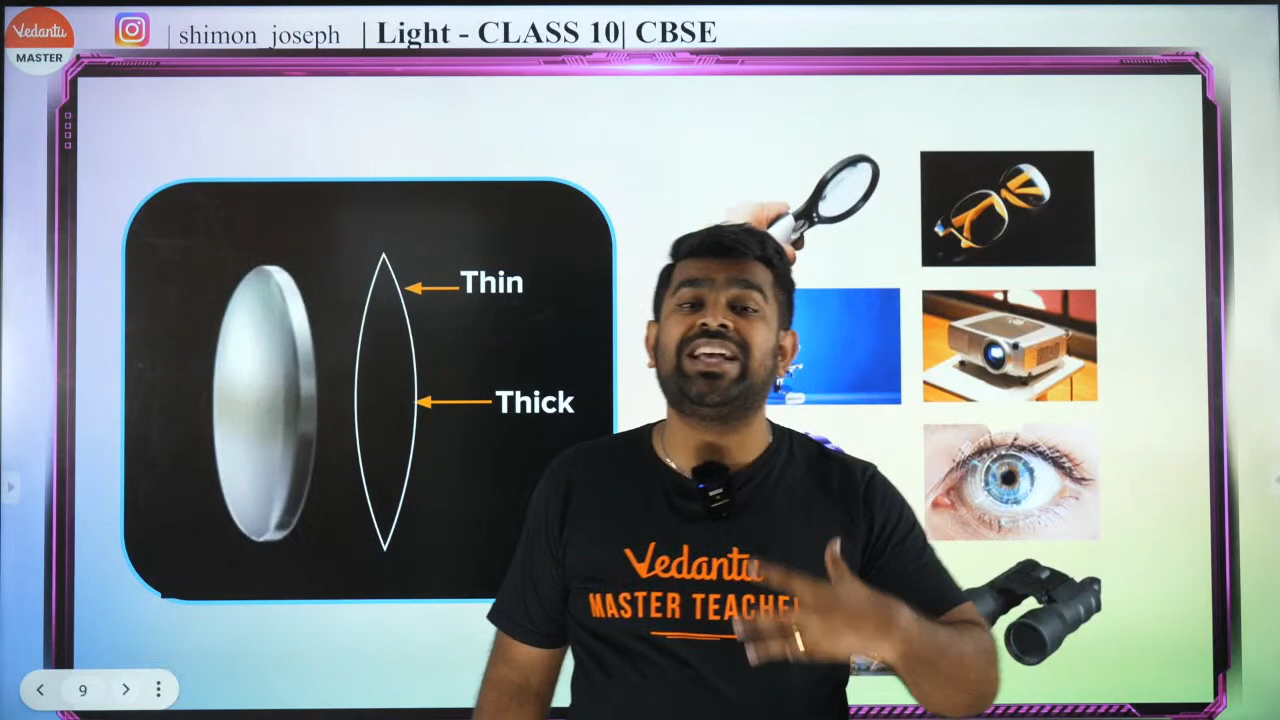 Vedantu
MASTER
| shimon_joseph | Light - CLASS 10| CBSE
Thin
Thick
Vedantu
MASTER TEACHE
9